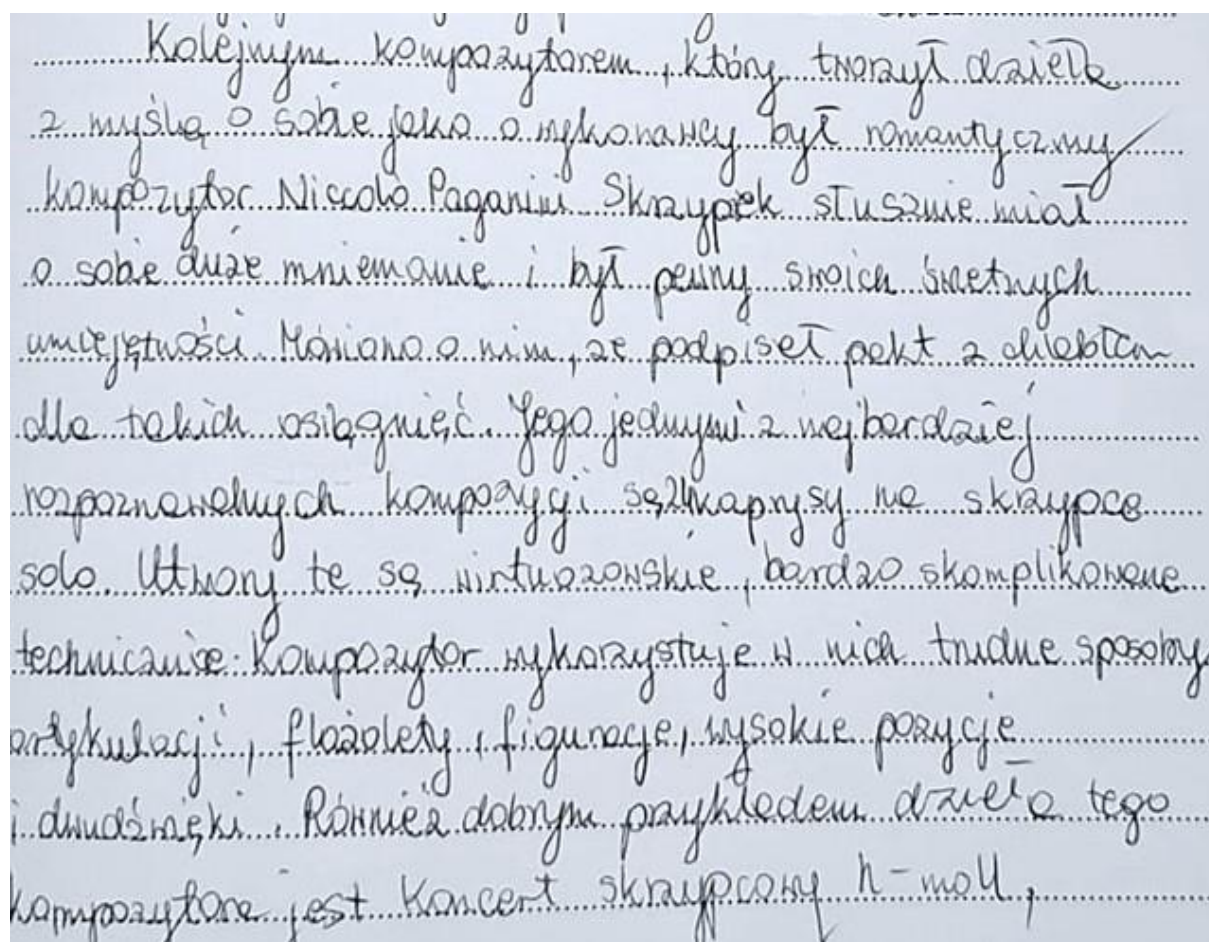 Kolejnym kompozytorem, który tworzył dzieła
z myślą o sobie jako o wykonawcy był romantyczny
kompozytor Niccolò Paganini Skrzypek słusznie miał
o sobie duże mniemanie i był pewny swoich świetnych
umiejętności. Mówiono o nim, że podpisał pakt z diabłem
dla takich osiągnięć. Jego jednymi z najbardziej
rozpoznawalnych kompozycji są 24 kaprysy na skrzypce
solo. Utwory te są wirtuozowskie, bardzo skomplikowane
technicznie. Kompozytor wykorzystuje w nich trudne sposoby
artykulacji, flażolety, figuracje, wysokie pozycje
i dwudźwięki. Również dobrym przykładem dzieła tego
kompozytora jest Koncert skrzypcowy h-moll,